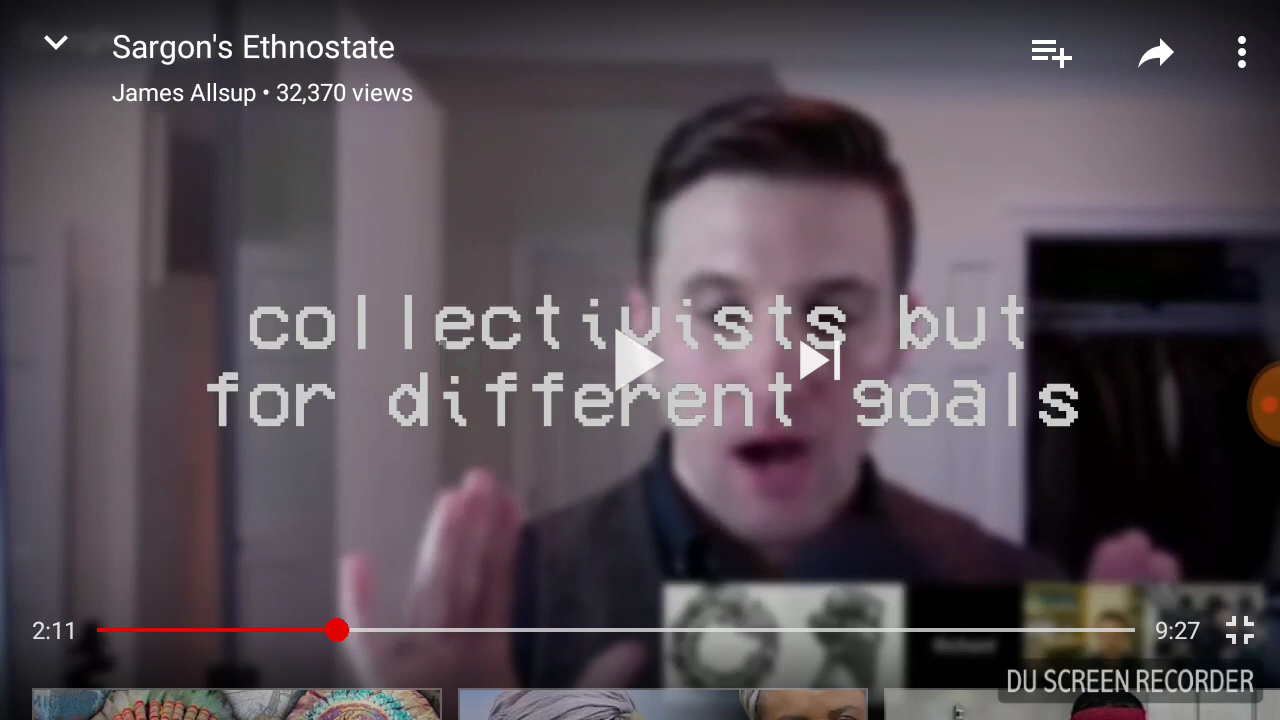 Sargon's Ethnostate
James Allsup • 32,370 views
collectivists but
for different goals
2:11
9:27
DU SCREEN RECORDER